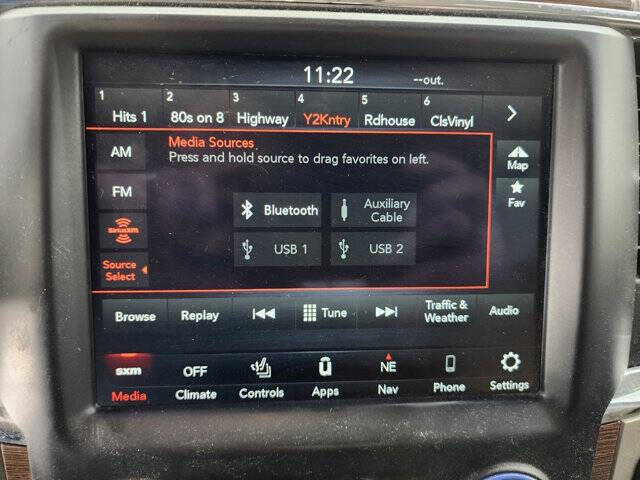 11:22
--out.
1 2 3 4 5 6
Hits 1 80s on 8 Highway Y2Kntry Rdhouse ClsVinyl
Media Sources
Press and hold source to drag favorites on left.
AM
FM
SiriusXM
Source
Select
Bluetooth
Auxiliary
Cable
USB 1
USB 2
Map
Fav
Browse Replay Tune Traffic &
Weather Audio
sxm OFF NE
Media Climate Controls Apps Nav Phone Settings